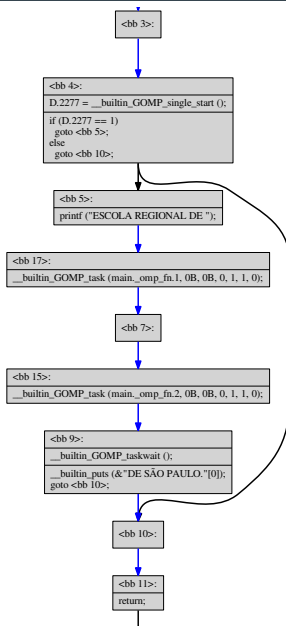 <bb 3>:
<bb 4>:
D.2277 = __builtin_GOMP_single_start ();
if (D.2277 == 1)
goto <bb 5>;
else
goto <bb 10>;
<bb 5>:
printf ("ESCOLA REGIONAL DE ");
<bb 17>:
__builtin_GOMP_task (main._omp_fn.1, 0B, 0B, 0, 1, 1, 0);
<bb 7>:
<bb 15>:
__builtin_GOMP_task (main._omp_fn.2, 0B, 0B, 0, 1, 1, 0);
<bb 9>:
__builtin_GOMP_taskwait ();
__builtin_puts (&"DE SÃO PAULO."[0]);
goto <bb 10>;
<bb 10>:
<bb 11>:
return;